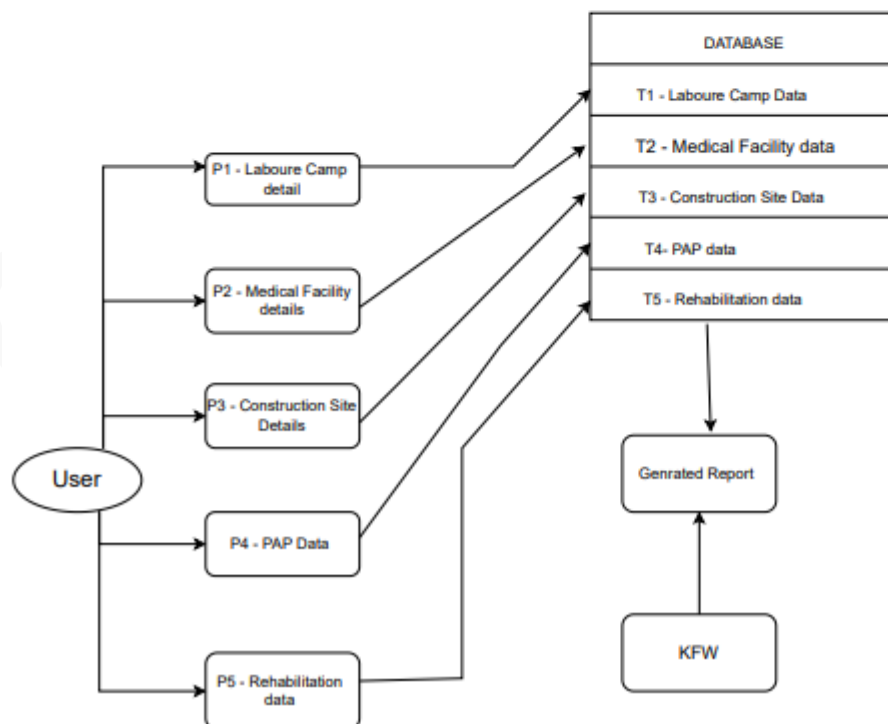 DATABASE
T1 - Laboure Camp Data
T2 - Medical Facility data
T3 - Construction Site Data
T4- PAP data
T5 - Rehabilitation data
P1 - Laboure Camp
detail
P2 - Medical Facility
details
P3 - Construction Site
Details
User
P4 - PAP Data
P5 - Rehabilitation
data
Genrated Report
KFW